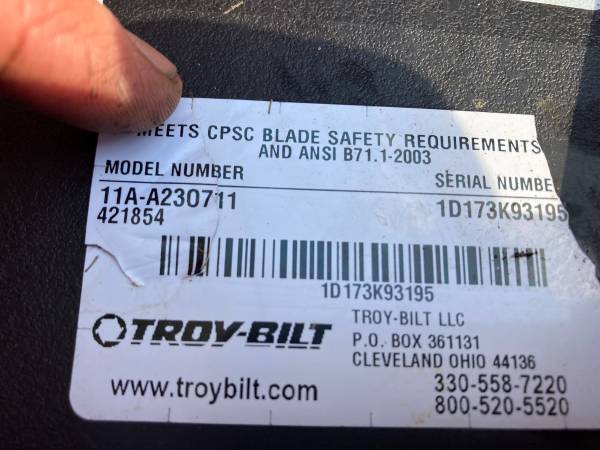 MEETS CPSC BLADE SAFETY REQUIREMENTS
AND ANSI B71.1-2003
MODEL NUMBER SERIAL NUMBE
11A-A23O711 1D173K93195
421854
1D173K93195
TROY-BILT
TROY-BILT LLC
P.O. BOX 361131
CLEVELAND OHIO 44136
www.troybilt.com
330-558-7220
800-520-5520